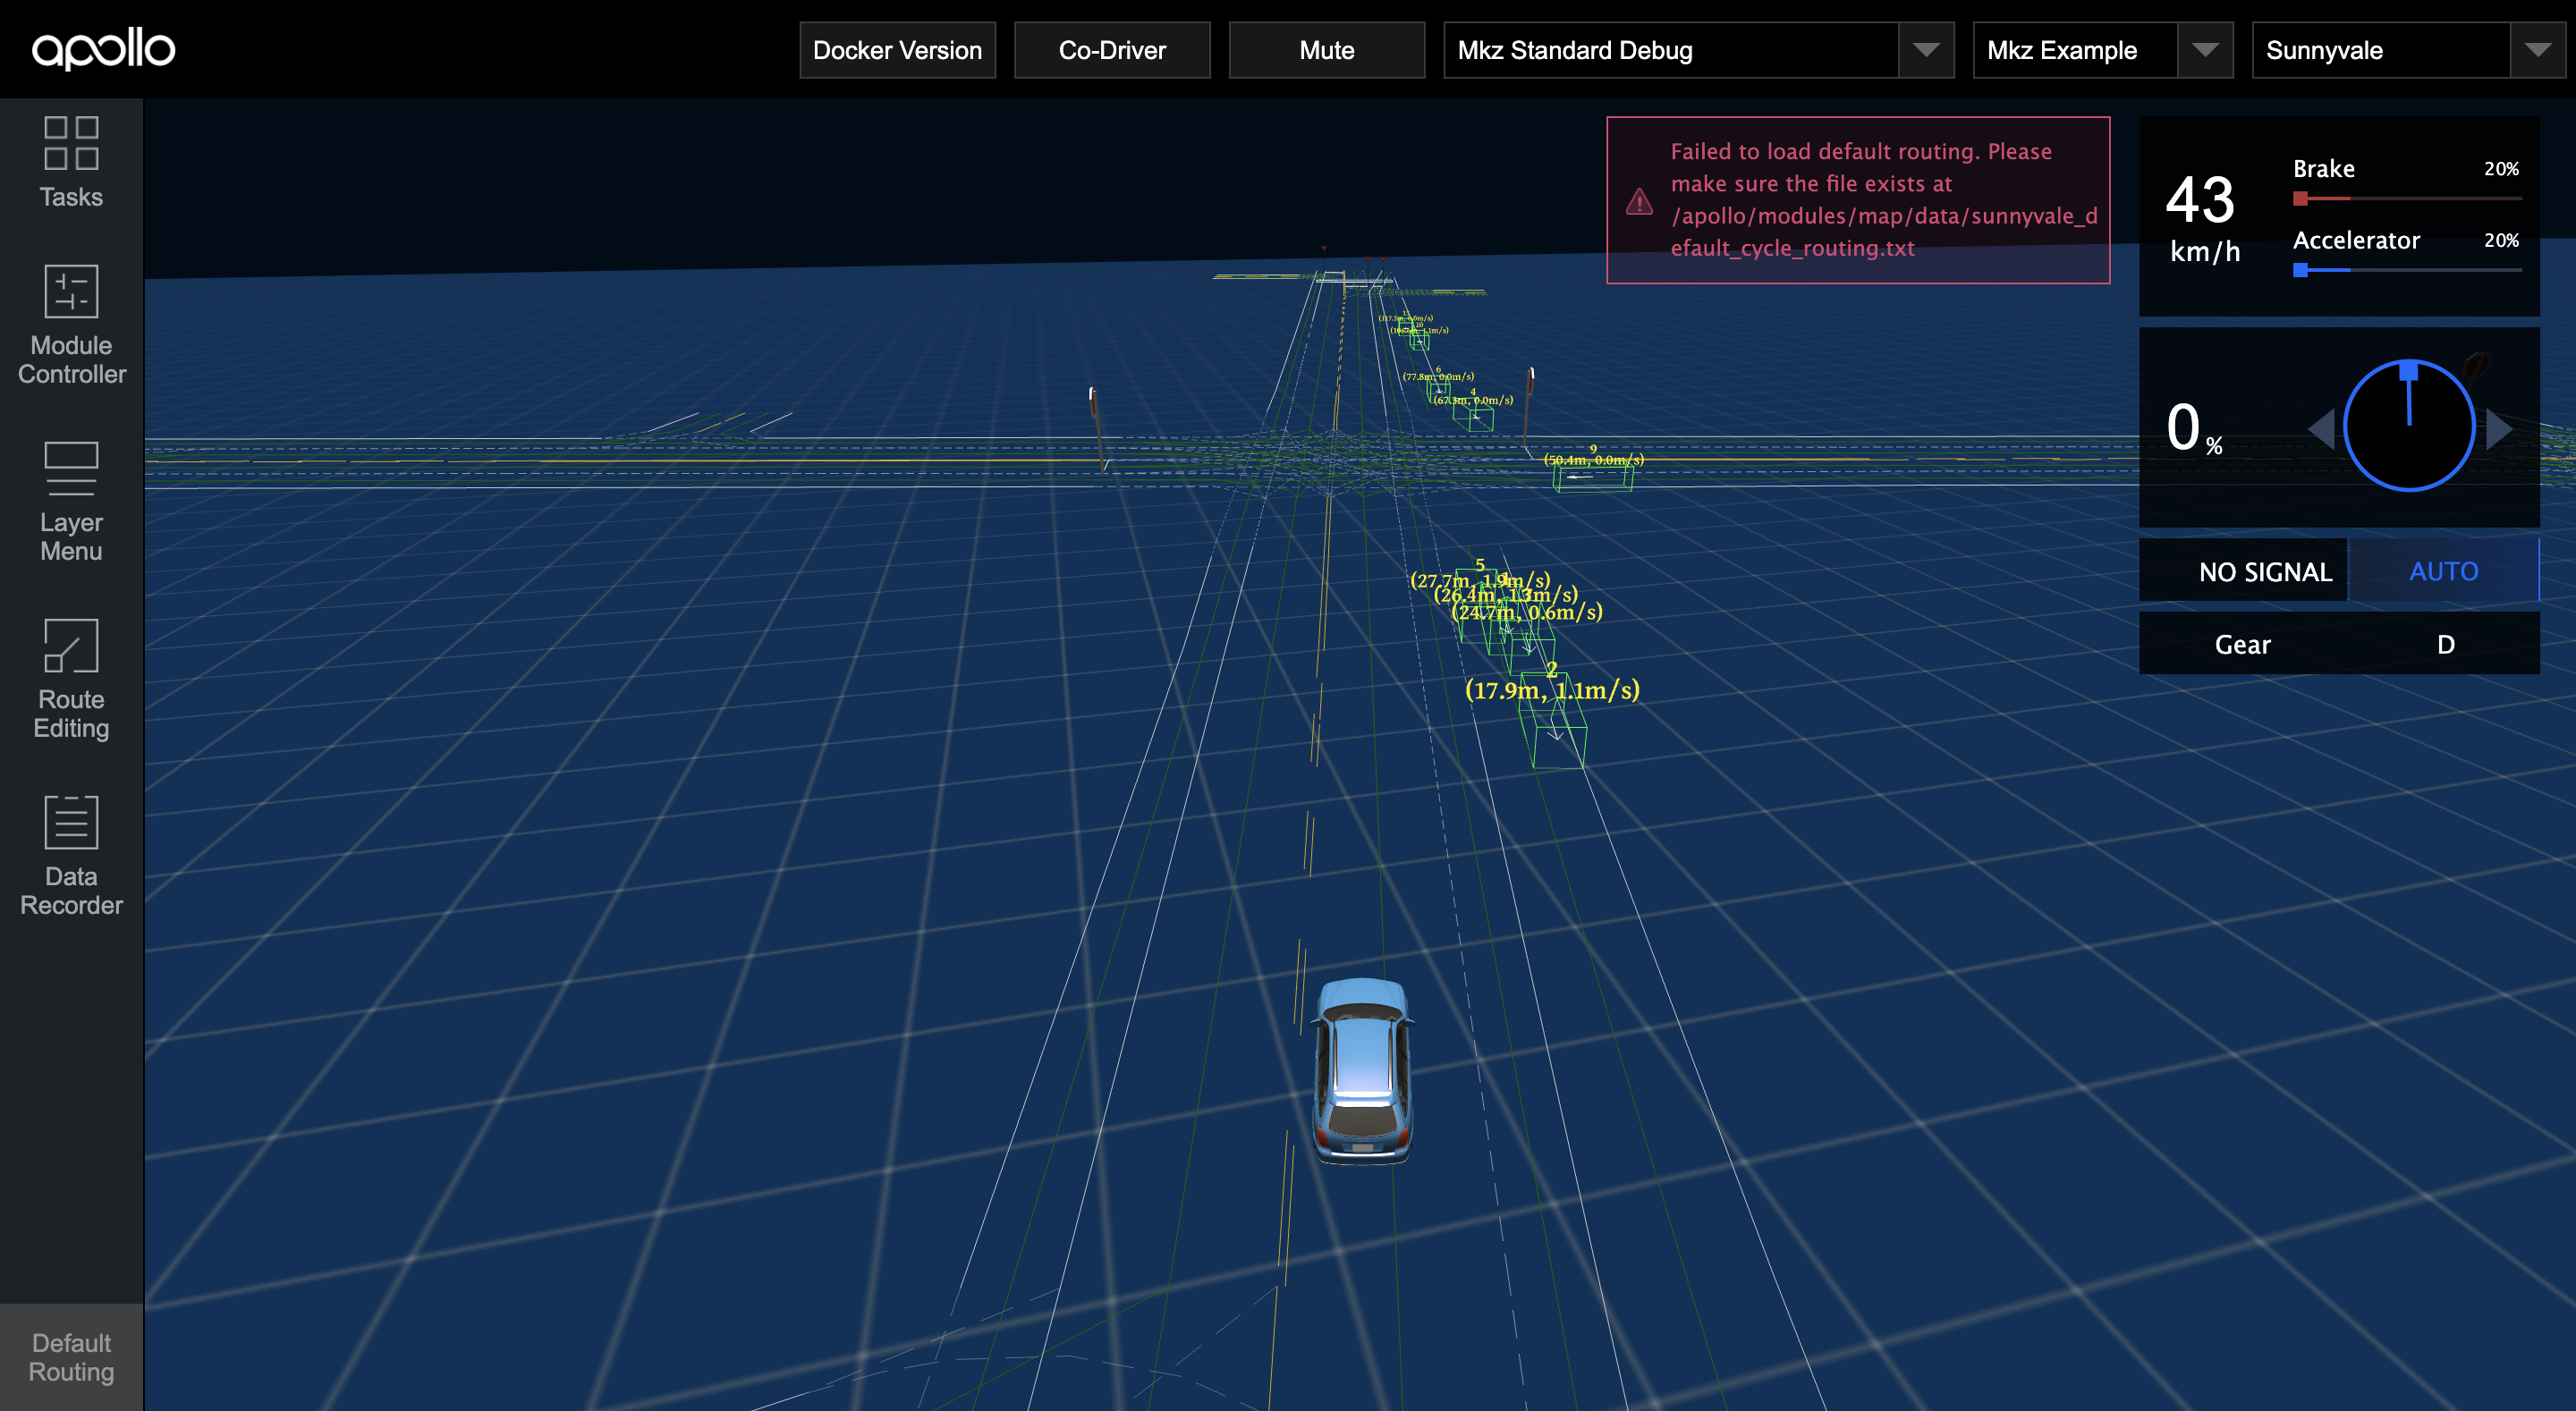 apollo
Docker Version
Co-Driver
Mute
Mkz Standard Debug
Mkz Example
Sunnyvale
Tasks
Module
Controller
Layer
Menu
Route
Editing
Data
Recorder
Default
Routing
Failed to load default routing. Please
make sure the file exists at
/apollo/modules/map/data/sunnyvale_d
efault_cycle_routing.txt
43
km/h
Brake 20%
Accelerator 20%
0 %
NO SIGNAL
AUTO
Gear D
6
(77.8m, 0.0m/s)
4
(67.3m, 0.0m/s)
9
(50.4m, 0.0m/s)
5
(27.7m, 1.9m/s)
(26.4m, 1.3m/s)
(24.7m, 0.6m/s)
2
(17.9m, 1.1m/s)